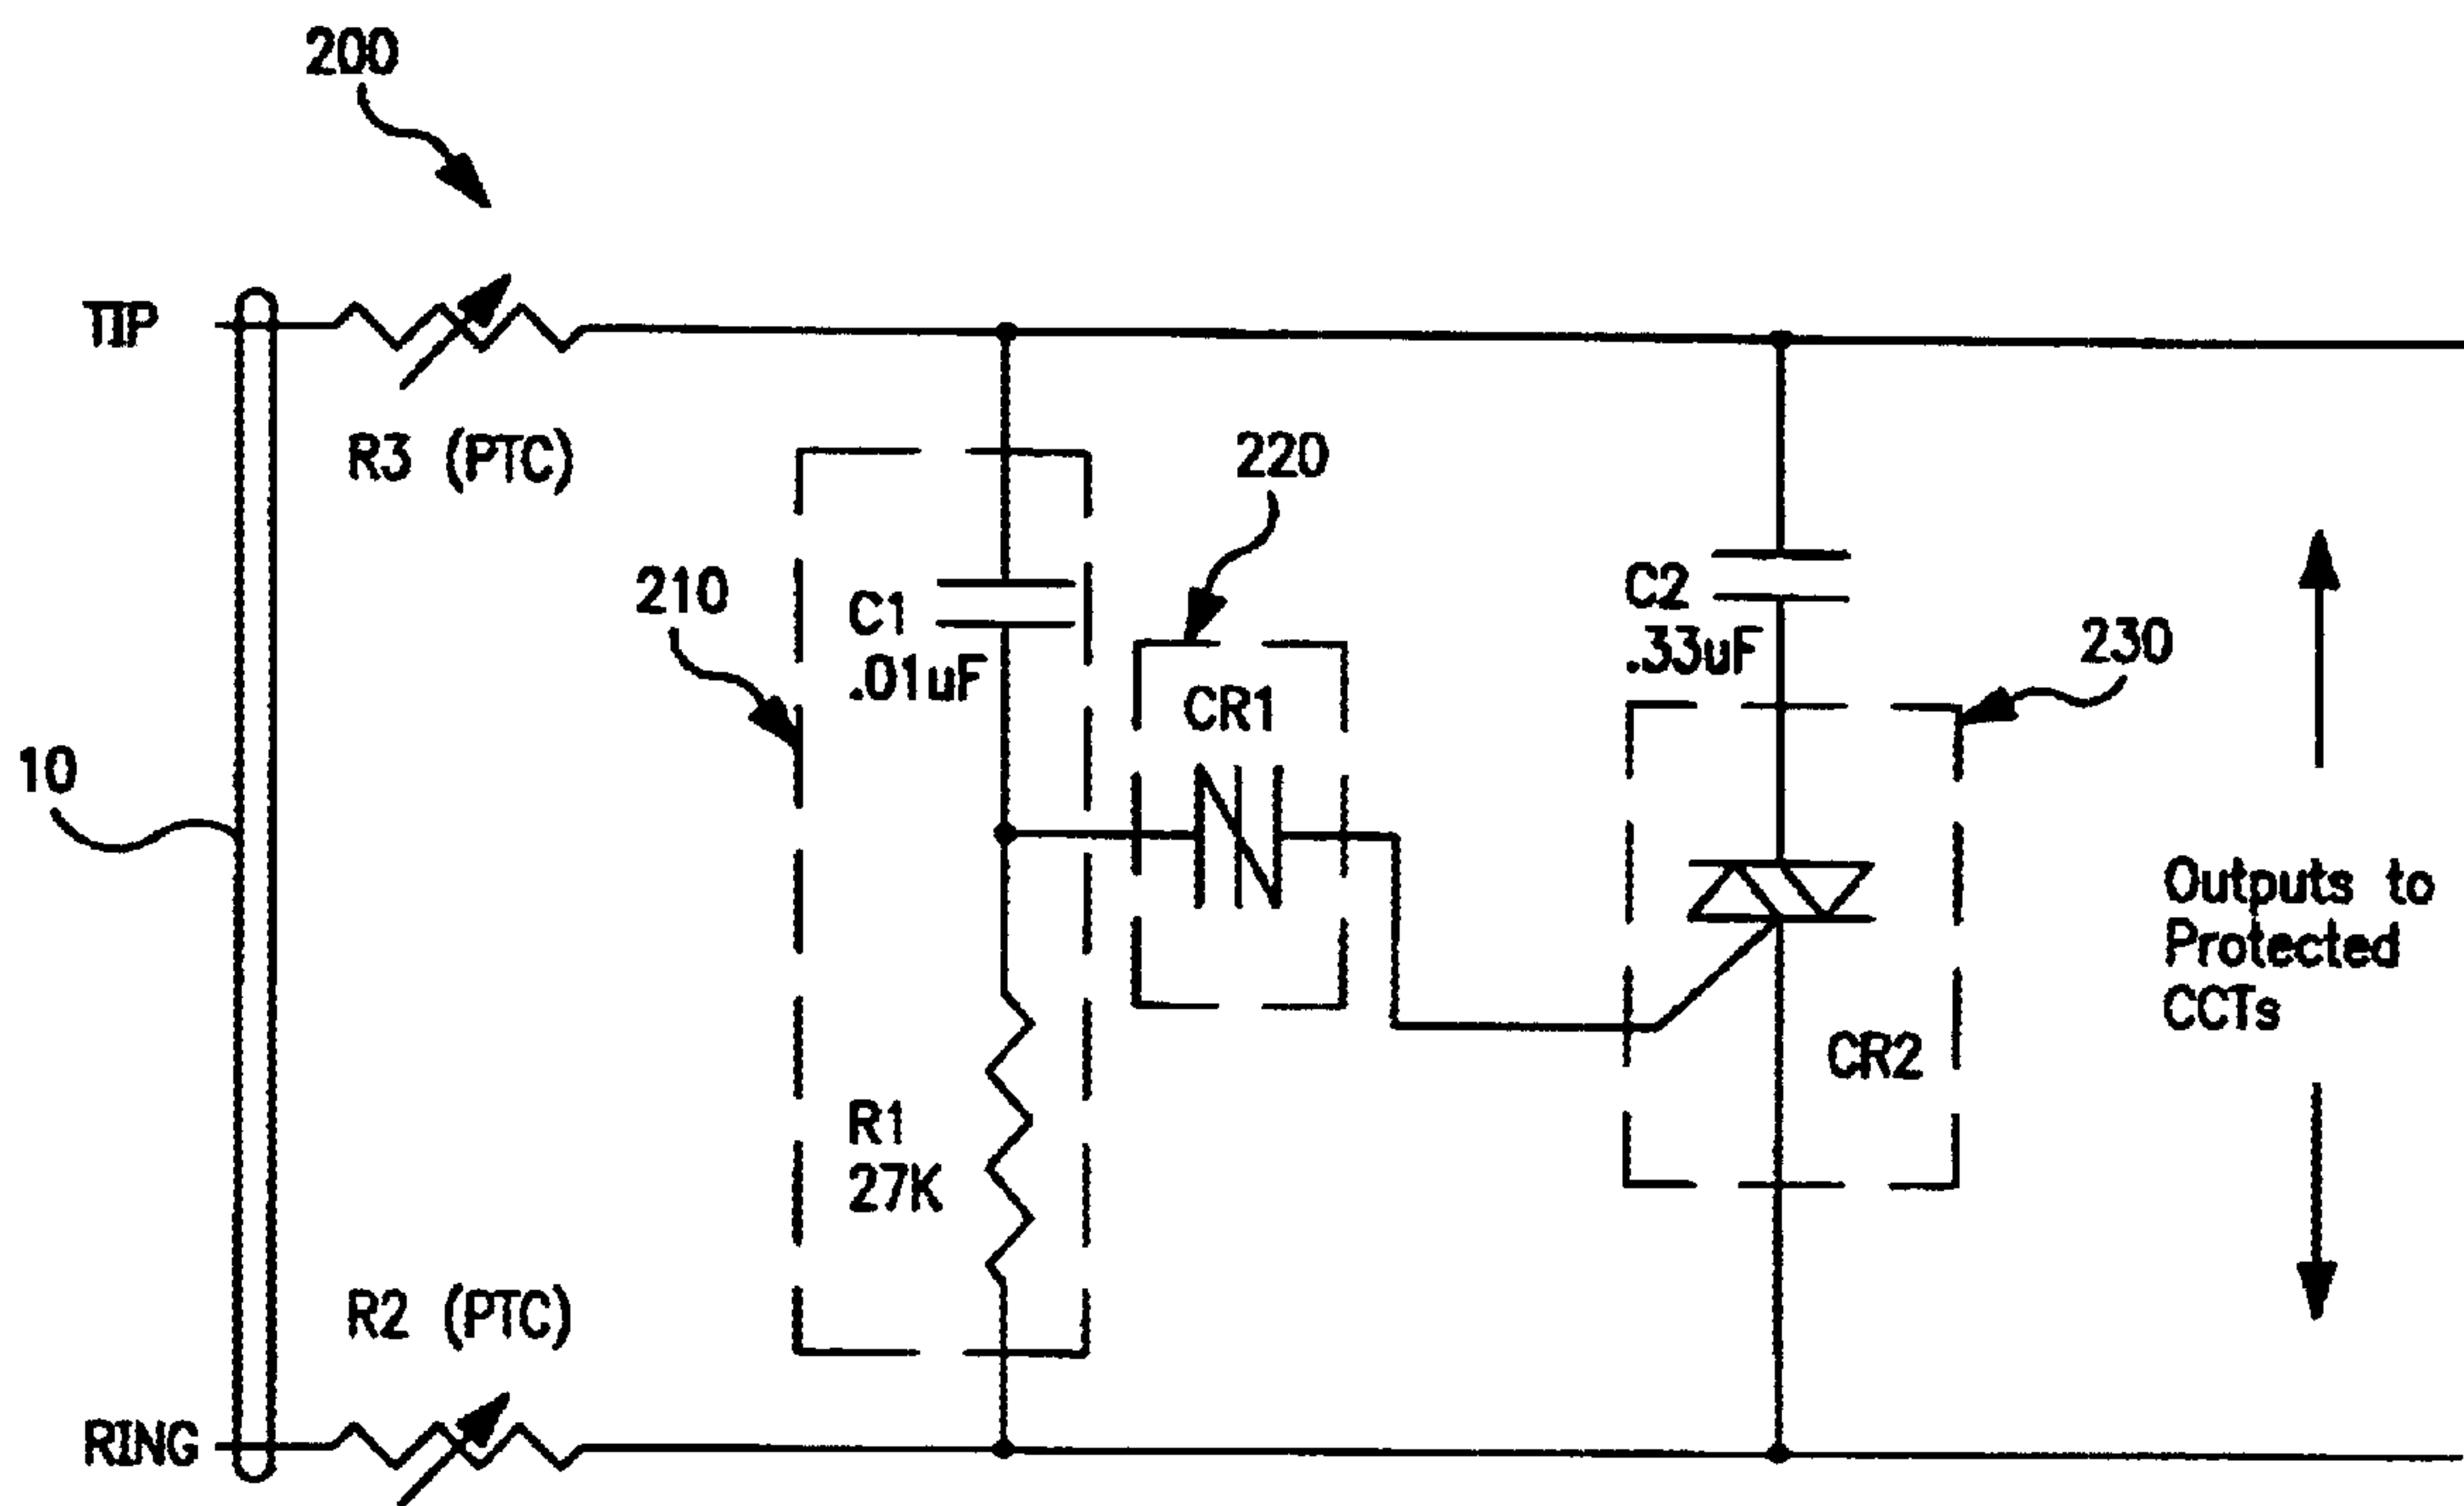 200
TIP
R3 (PTC)
220
210
C1
.01uF
C2
.33uF
230
CR1
10
Outputs to
Protected
CCTs
CR2
R1
27K
R2 (PTC)
RING